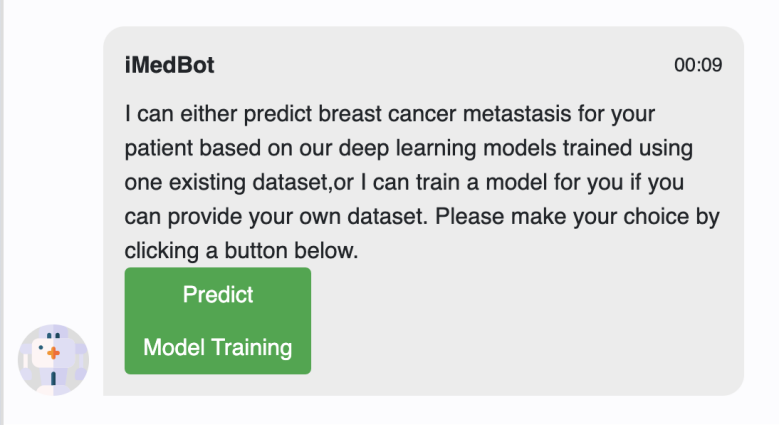 iMedBot 00:09
I can either predict breast cancer metastasis for your
patient based on our deep learning models trained using
one existing dataset,or I can train a model for you if you
can provide your own dataset. Please make your choice by
clicking a button below.
Predict
Model Training